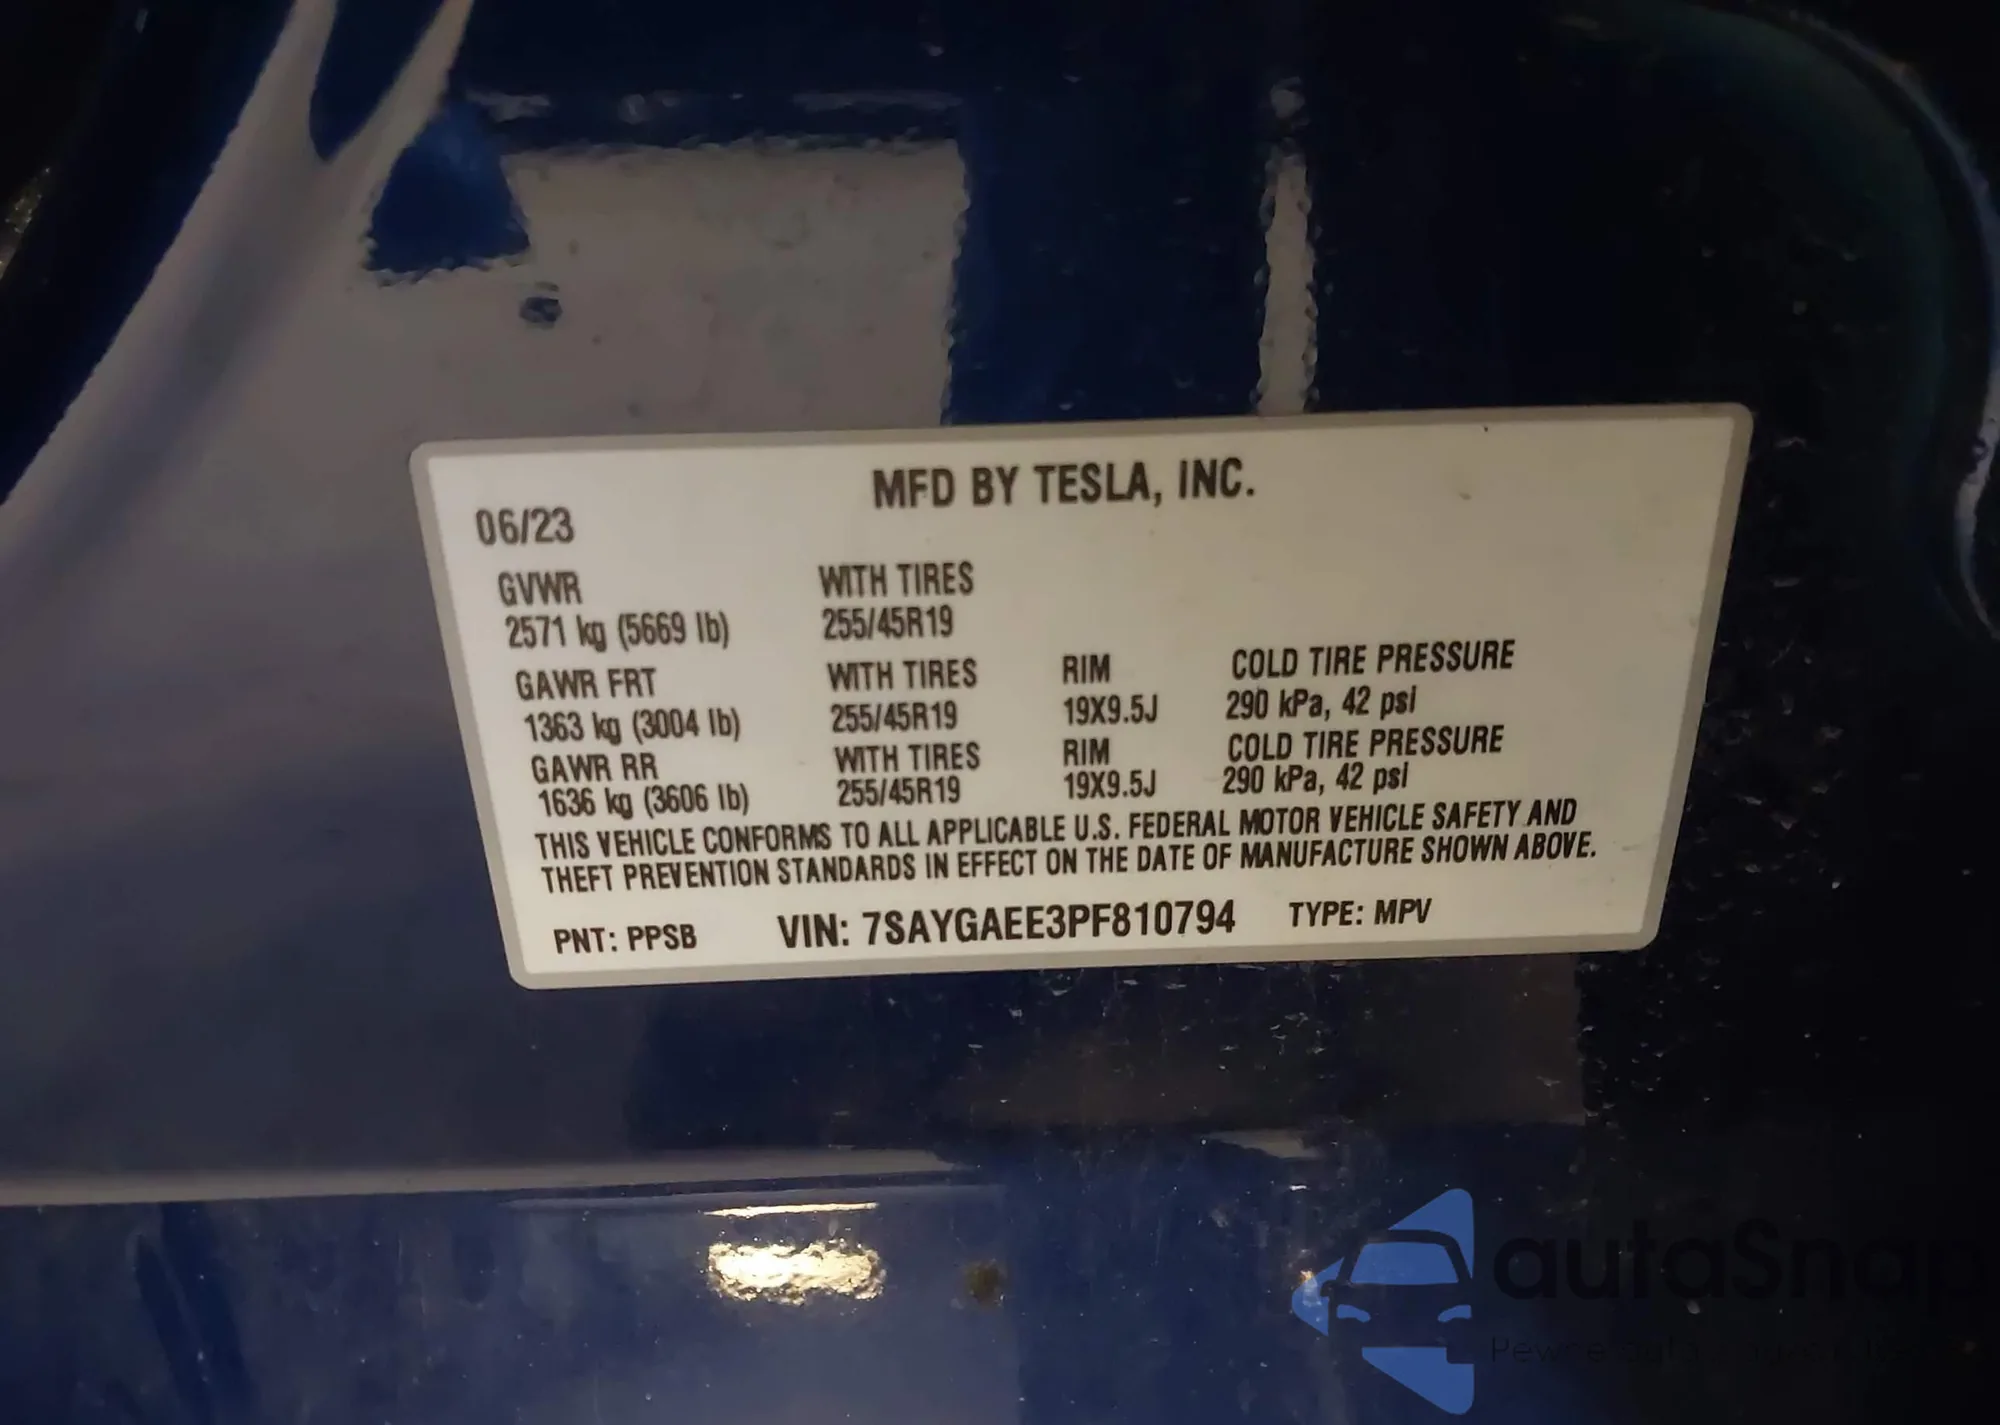 MFD BY TESLA, INC.
06/23
GVWR WITH TIRES
2571 kg (5669 lb) 255/45R19
GAWR FRT WITH TIRES RIM COLD TIRE PRESSURE
1363 kg (3004 lb) 255/45R19 19X9.5J 290 kPa, 42 psi
GAWR RR WITH TIRES RIM COLD TIRE PRESSURE
1636 kg (3606 lb) 255/45R19 19X9.5J 290 kPa, 42 psi
THIS VEHICLE CONFORMS TO ALL APPLICABLE U.S. FEDERAL MOTOR VEHICLE SAFETY AND
THEFT PREVENTION STANDARDS IN EFFECT ON THE DATE OF MANUFACTURE SHOWN ABOVE.
PNT: PPSB VIN: 7SAYGAEE3PF810794 TYPE: MPV
autaSnap
Pewne auto